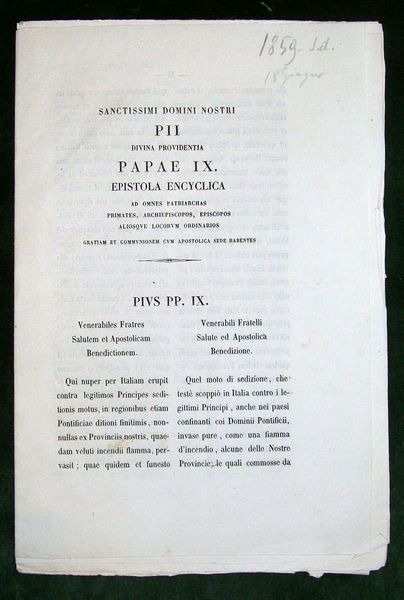 1859. S.d.
18 Giugno
SANCTISSIMI DOMINI NOSTRI
PII
DIVINA PROVIDENTIA
PAPAE IX.
EPISTOLA ENCYCLICA
AD OMNES PATRIARCHAS
PRIMATES, ARCHIEPISCOPOS, EPISCOPOS
ALIOSQVE LOCORVM ORDINARIOS
GRATIAM ET COMMVNIONEM CVM APOSTOLICA SEDE HABENTES
PIVS PP. IX.
Venerabiles Fratres
Salutem et Apostolicam
Benedictionem.
Qui nuper per Italiam erupit
contra legitimos Principes sedi-
tionis motus, in regionibus etiam
Pontificiae ditioni finitimis, non-
nullas ex Provinciis nostris, quae-
dam veluti incendii flamma, per-
vasit; quae quidem et funesto
Venerabili Fratelli
Salute ed Apostolica
Benedizione.
Quel moto di sedizione, che
testè scoppiò in Italia contro i le-
gittimi Principi, anche nei paesi
confinanti coi Dominii Pontificii,
invase pure, come una fiamma
d'incendio, alcune delle Nostre
Provincie; le quali commosse da